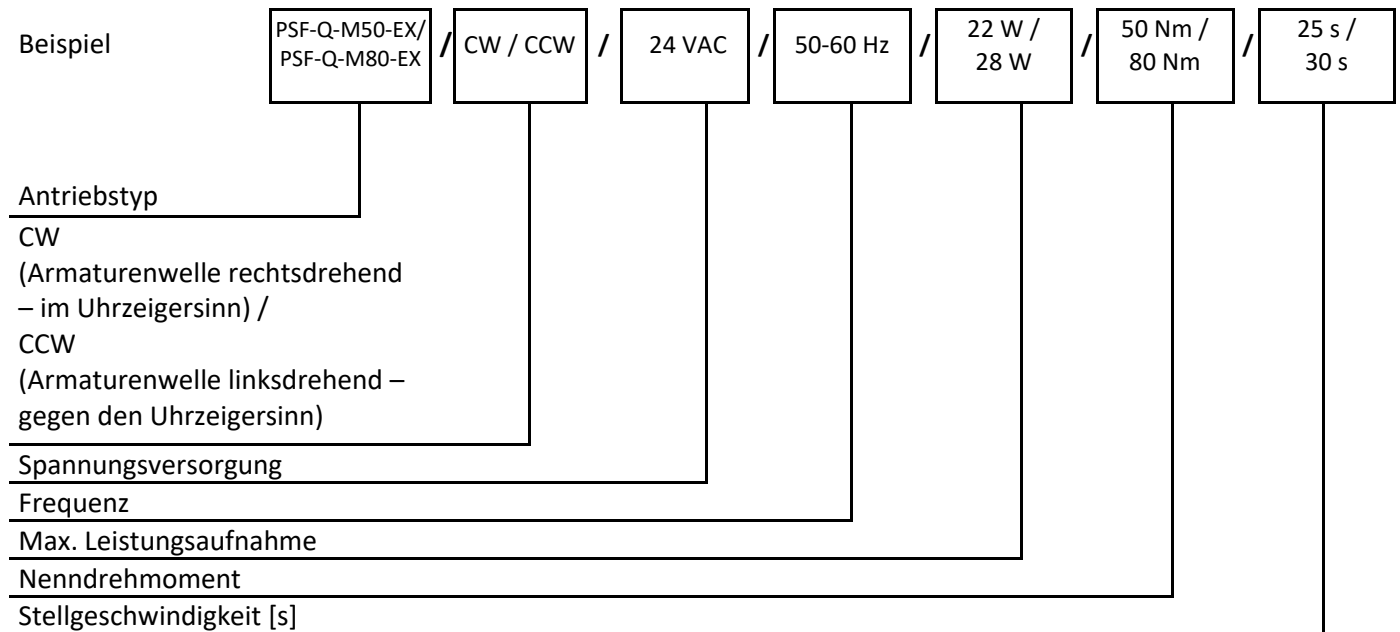 Beispiel
PSF-Q-M50-EX/
PSF-Q-M80-EX
/
CW / CCW
/
24 VAC
/
50-60 Hz
/
22 W /
28 W
/
50 Nm /
80 Nm
/
25 s /
30 s
Antriebstyp
CW
(Armaturenwelle rechtsdrehend
– im Uhrzeigersinn) /
CCW
(Armaturenwelle linksdrehend –
gegen den Uhrzeigersinn)
Spannungsversorgung
Frequenz
Max. Leistungsaufnahme
Nenndrehmoment
Stellgeschwindigkeit [s]